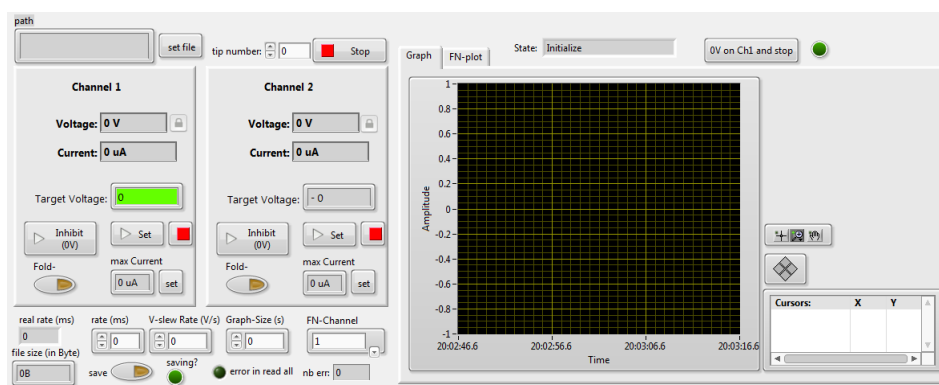 path
set file
tip number: 0
Stop
Channel 1
Voltage: 0 V
Current: 0 uA
Target Voltage: 0
Inhibit
(0V)
Set
Fold-
max Current
0 uA
set
Channel 2
Voltage: 0 V
Current: 0 uA
Target Voltage: - 0
Inhibit
(0V)
Set
Fold-
max Current
0 uA
set
real rate (ms)
0
rate (ms)
0
V-slew Rate (V/s)
0
Graph-Size (s)
0
FN-Channel
1
file size (in Byte)
0B
save
saving?
error in read all
nb err: 0
Graph
FN-plot
State: Initialize
0V on Ch1 and stop
Amplitude
1
0.8
0.6
0.4
0.2
0
-0.2
-0.4
-0.6
-0.8
-1
20:02:46.6
20:02:56.6
20:03:06.6
20:03:16.6
Time
Cursors:
X
Y